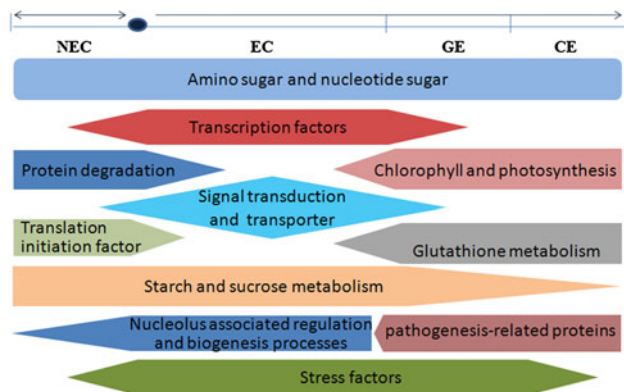 NEC EC GE CE
Amino sugar and nucleotide sugar
Transcription factors
Protein degradation
Chlorophyll and photosynthesis
Signal transduction
and transporter
Translation
initiation factor
Glutathione metabolism
Starch and sucrose metabolism
Nucleolus associated regulation
and biogenesis processes
pathogenesis-related proteins
Stress factors